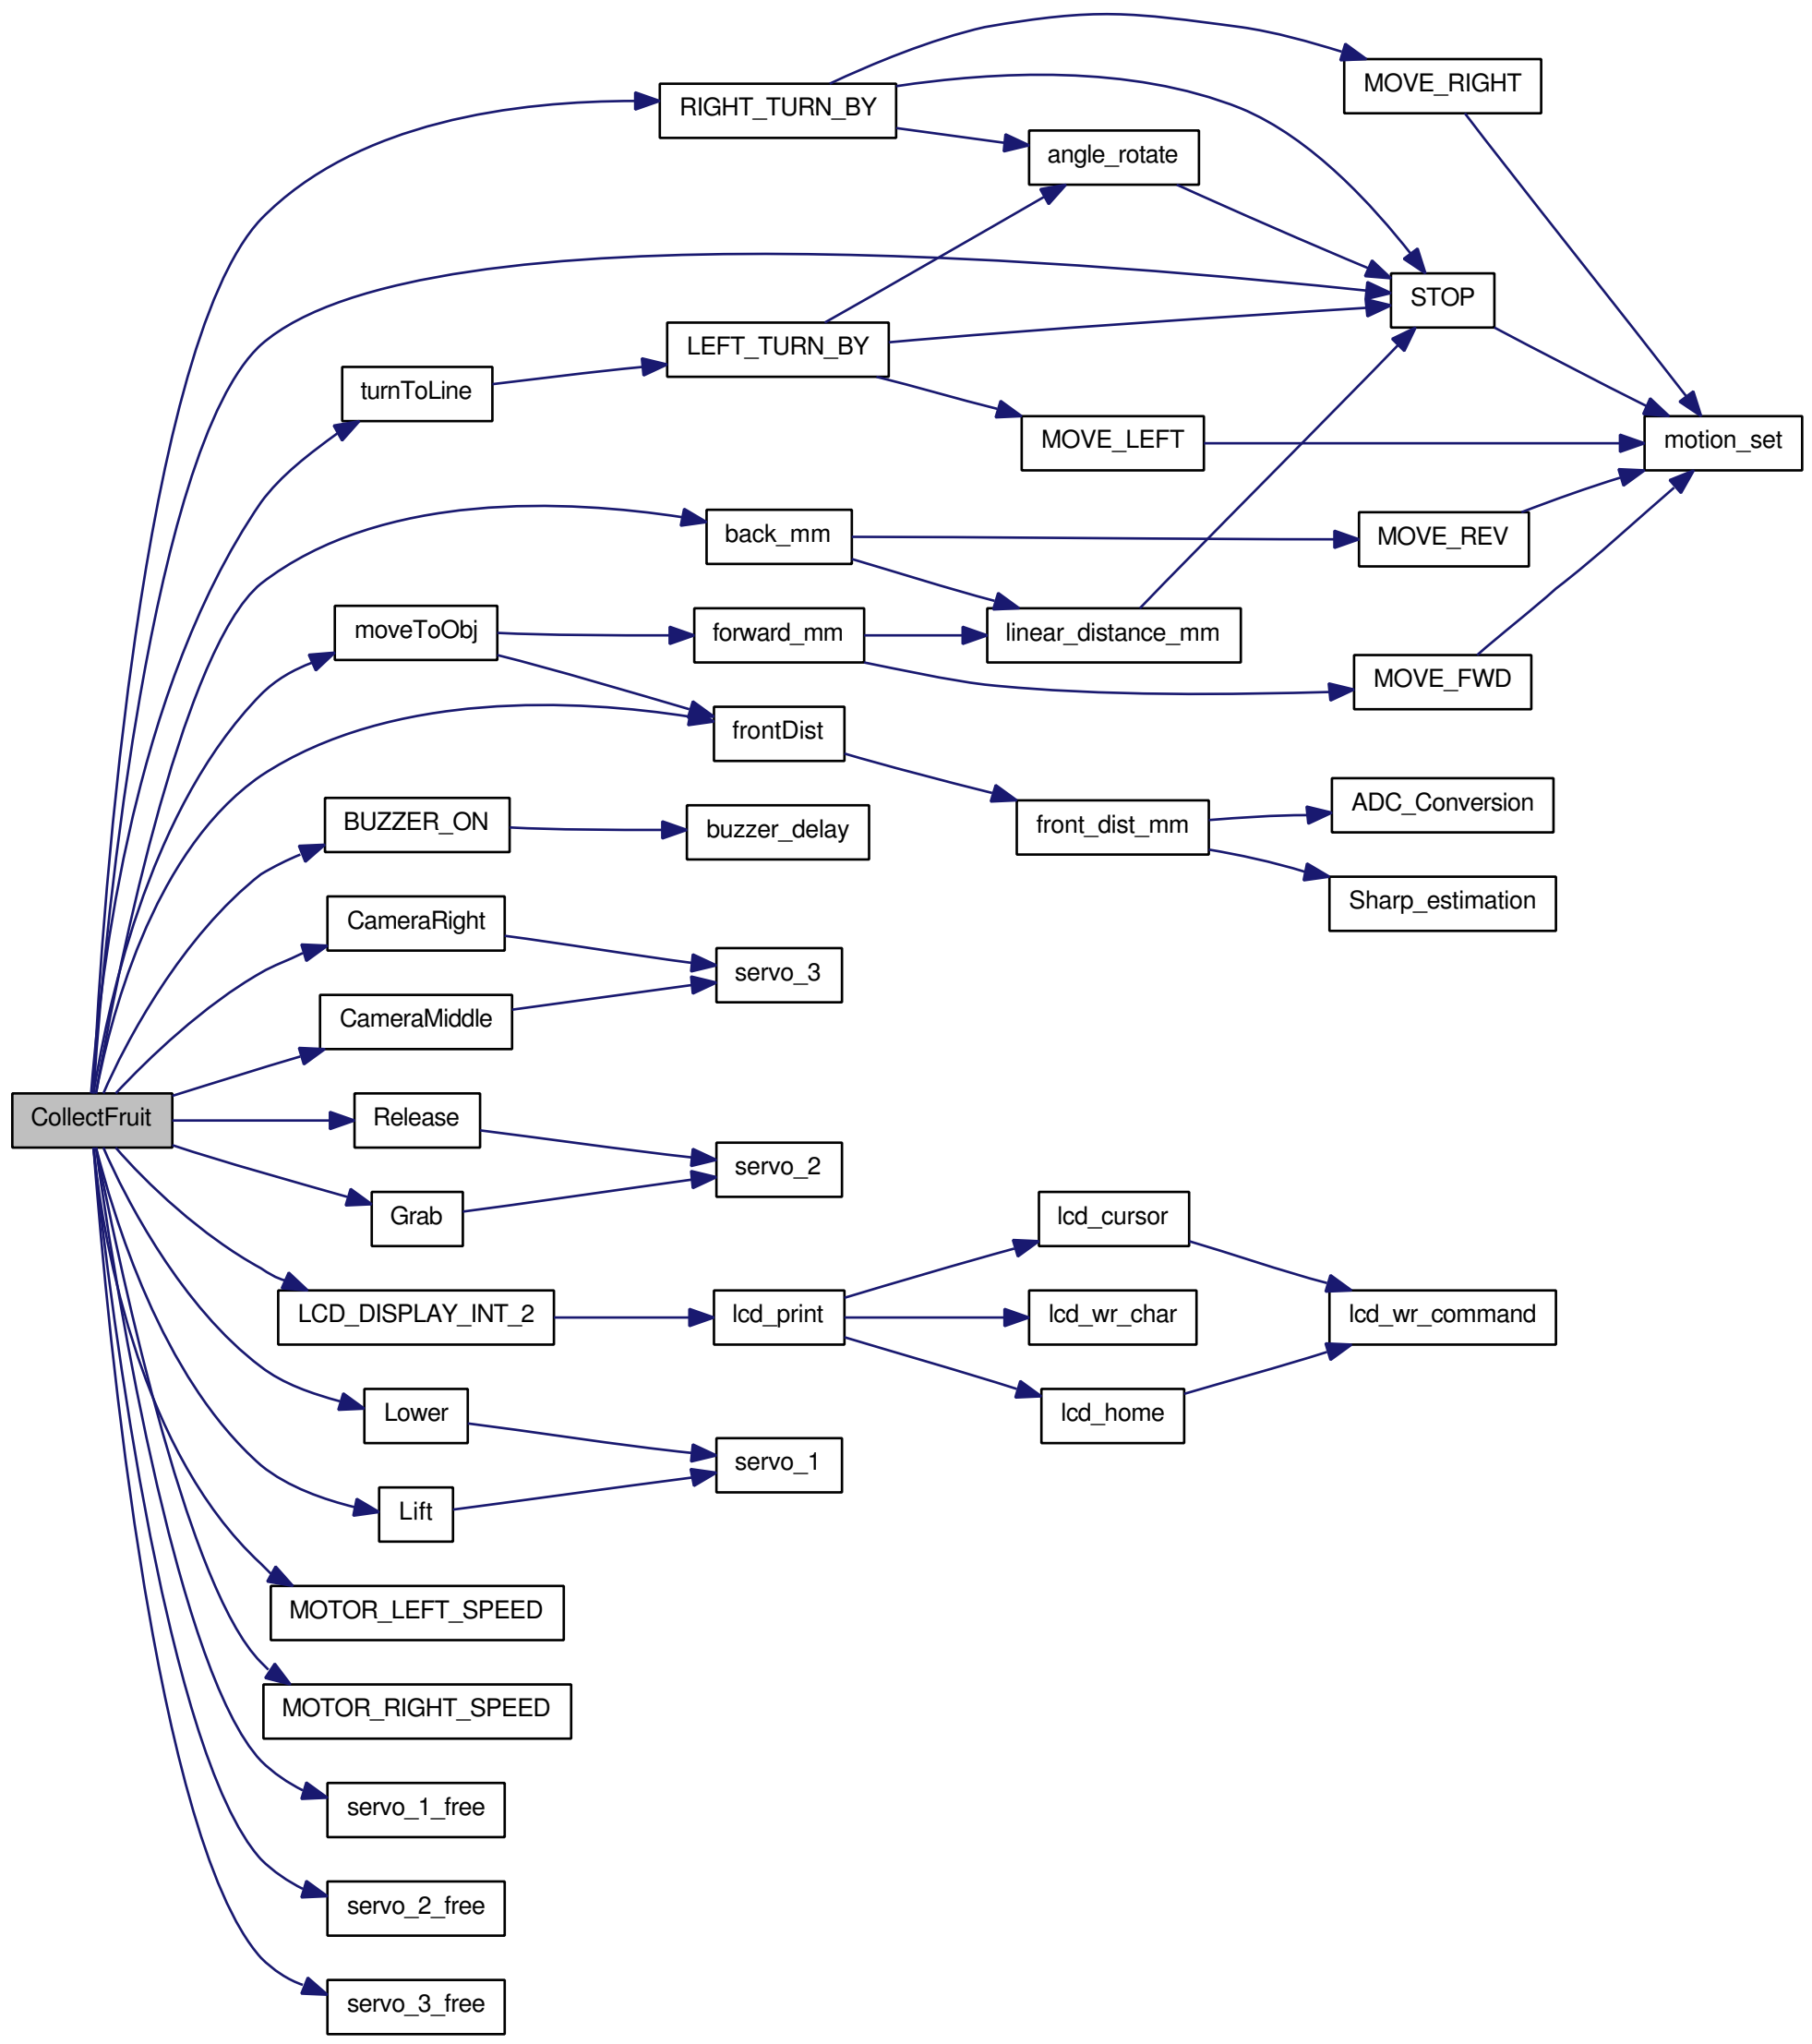 RIGHT_TURN_BY
MOVE_RIGHT
angle_rotate
STOP
LEFT_TURN_BY
turnToLine
MOVE_LEFT
motion_set
back_mm
MOVE_REV
moveToObj
forward_mm
linear_distance_mm
MOVE_FWD
frontDist
BUZZER_ON
buzzer_delay
front_dist_mm
ADC_Conversion
Sharp_estimation
CameraRight
servo_3
CameraMiddle
CollectFruit
Release
servo_2
Grab
lcd_cursor
LCD_DISPLAY_INT_2
lcd_print
lcd_wr_char
lcd_wr_command
Lower
lcd_home
servo_1
Lift
MOTOR_LEFT_SPEED
MOTOR_RIGHT_SPEED
servo_1_free
servo_2_free
servo_3_free